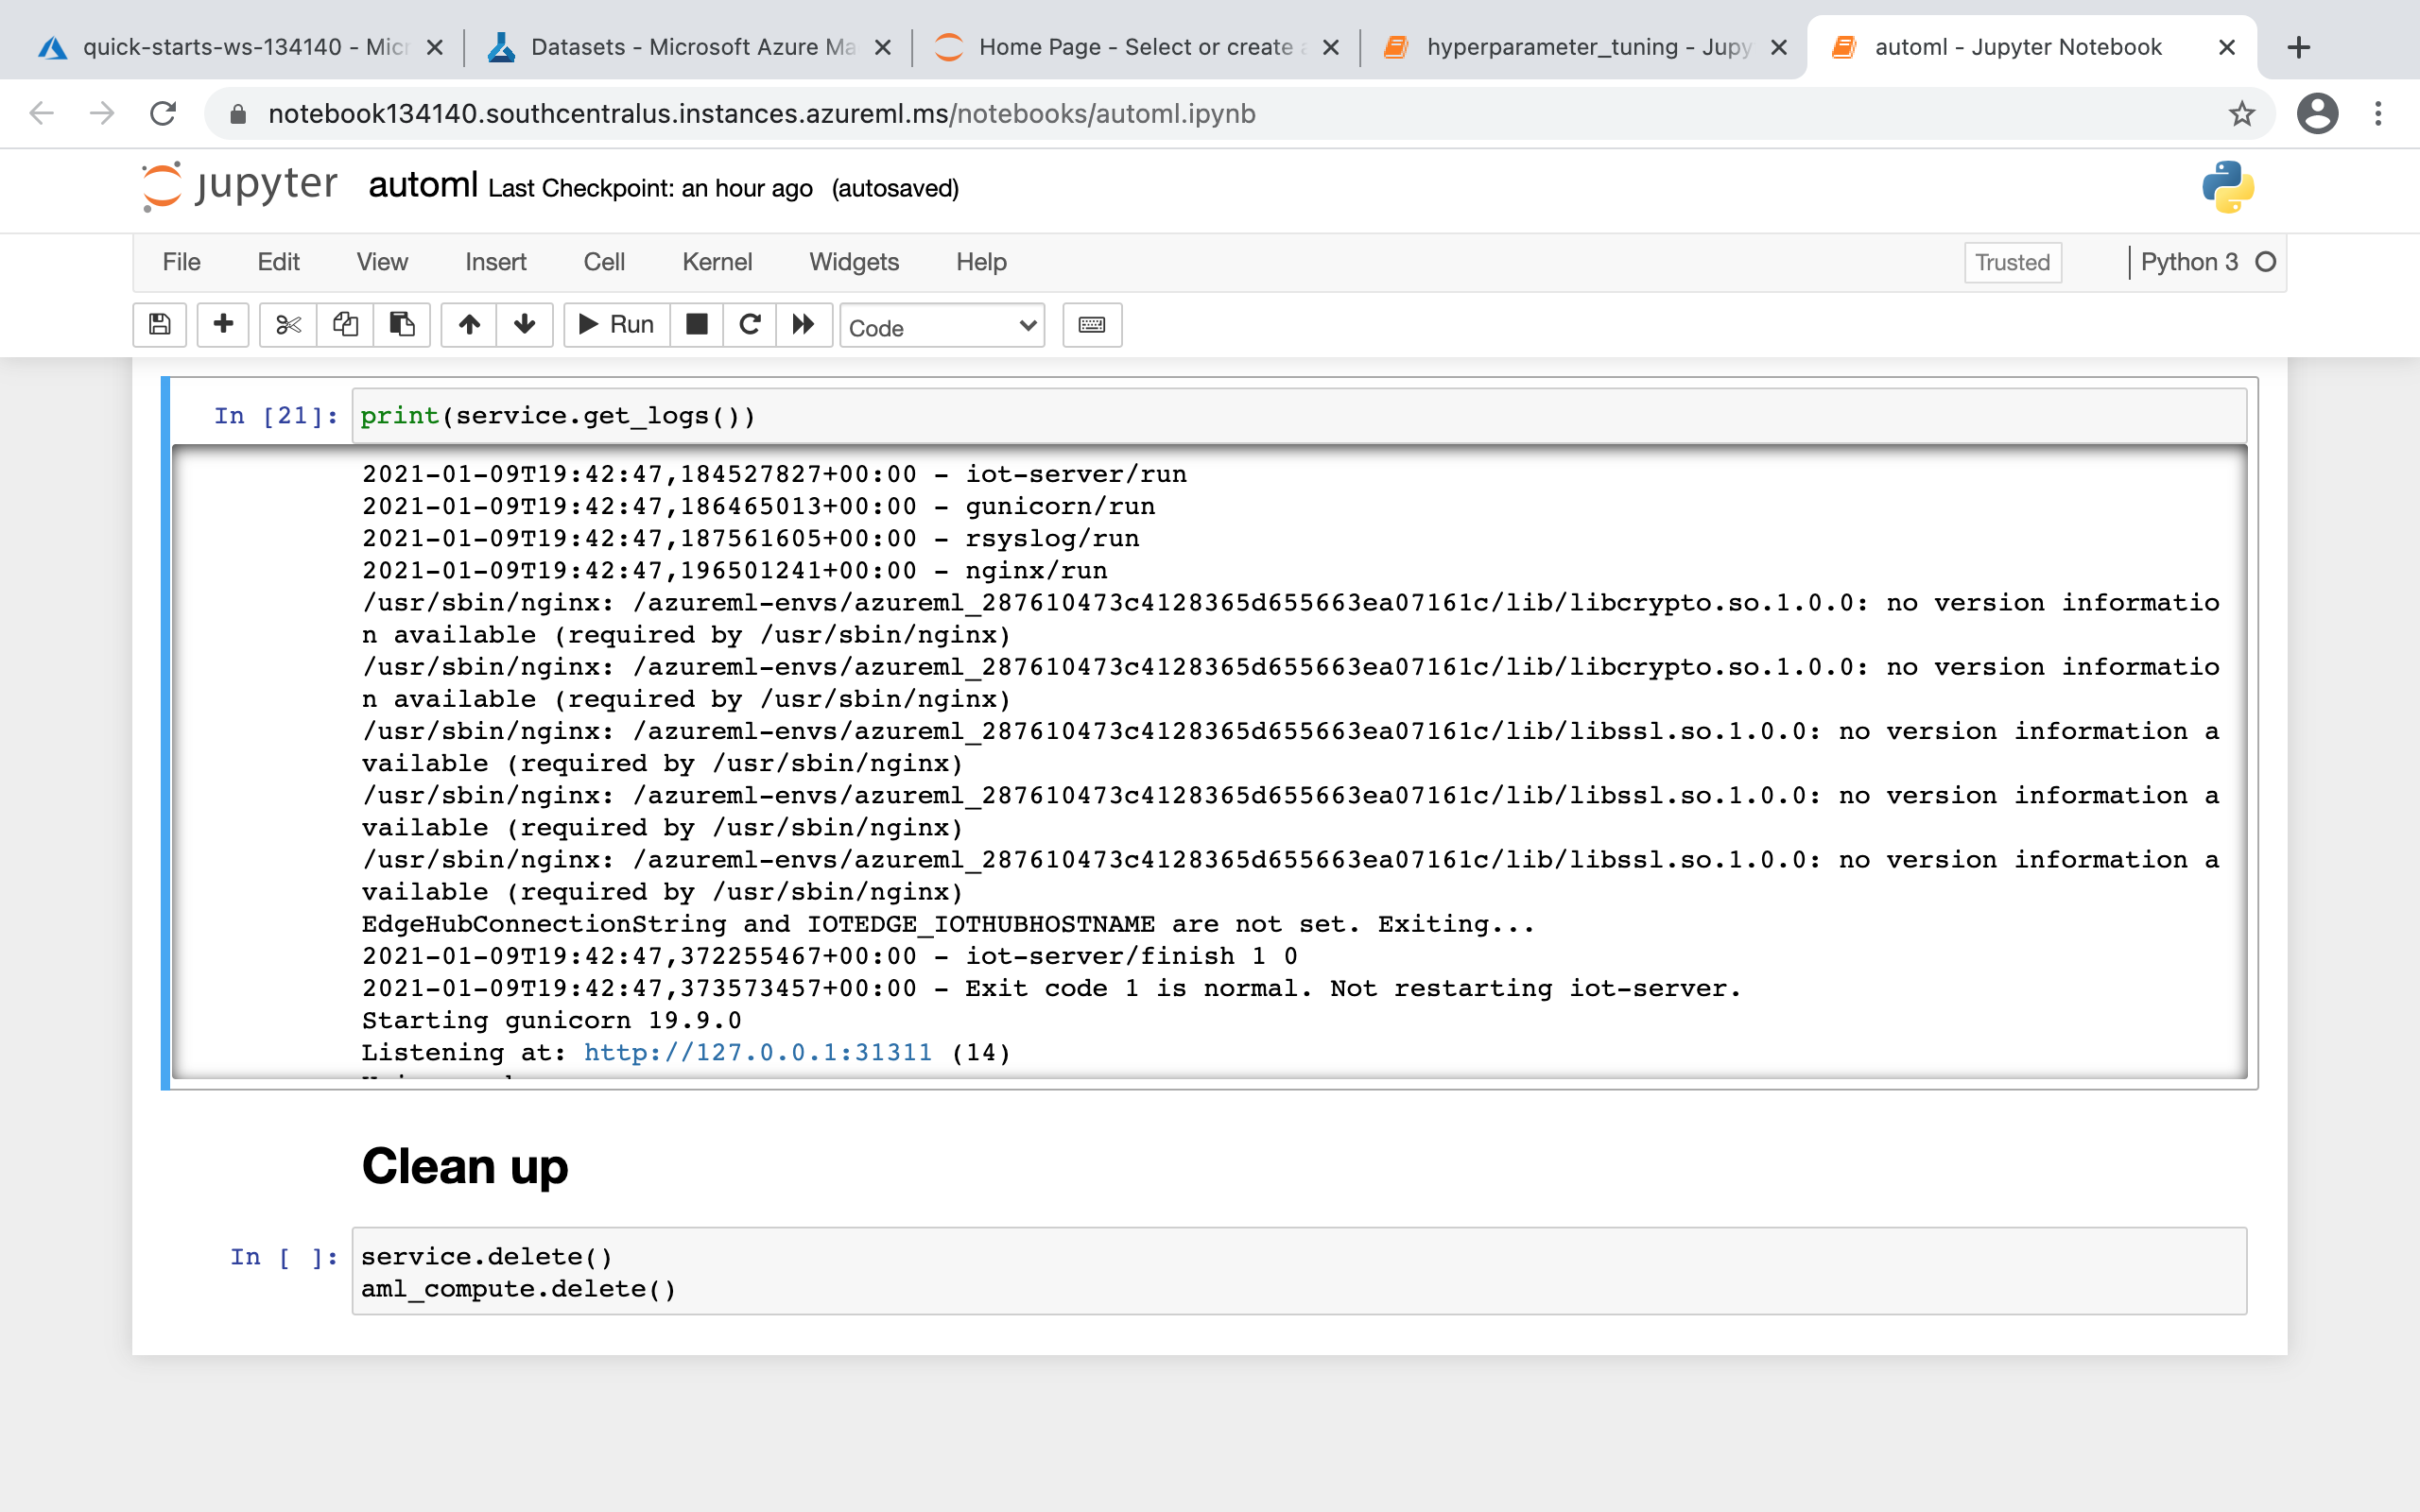 quick-starts-ws-134140 - Micr
Datasets - Microsoft Azure Ma
Home Page - Select or create a
hyperparameter_tuning - Jupy
automl - Jupyter Notebook
notebook134140.southcentralus.instances.azureml.ms/notebooks/automl.ipynb
jupyter automl Last Checkpoint: an hour ago (autosaved)
File Edit View Insert Cell Kernel Widgets Help Trusted Python 3
Run Code
In [21]: print(service.get_logs())
2021-01-09T19:42:47,184527827+00:00 - iot-server/run
2021-01-09T19:42:47,186465013+00:00 - gunicorn/run
2021-01-09T19:42:47,187561605+00:00 - rsyslog/run
2021-01-09T19:42:47,196501241+00:00 - nginx/run
/usr/sbin/nginx: /azureml-envs/azureml_287610473c4128365d655663ea07161c/lib/libcrypto.so.1.0.0: no version informatio
n available (required by /usr/sbin/nginx)
/usr/sbin/nginx: /azureml-envs/azureml_287610473c4128365d655663ea07161c/lib/libcrypto.so.1.0.0: no version informatio
n available (required by /usr/sbin/nginx)
/usr/sbin/nginx: /azureml-envs/azureml_287610473c4128365d655663ea07161c/lib/libssl.so.1.0.0: no version information a
vailable (required by /usr/sbin/nginx)
/usr/sbin/nginx: /azureml-envs/azureml_287610473c4128365d655663ea07161c/lib/libssl.so.1.0.0: no version information a
vailable (required by /usr/sbin/nginx)
/usr/sbin/nginx: /azureml-envs/azureml_287610473c4128365d655663ea07161c/lib/libssl.so.1.0.0: no version information a
vailable (required by /usr/sbin/nginx)
EdgeHubConnectionString and IOTEDGE_IOTHUBHOSTNAME are not set. Exiting...
2021-01-09T19:42:47,372255467+00:00 - iot-server/finish 1 0
2021-01-09T19:42:47,373573457+00:00 - Exit code 1 is normal. Not restarting iot-server.
Starting gunicorn 19.9.0
Listening at: http://127.0.0.1:31311 (14)
Clean up
In [ ]: service.delete()
aml_compute.delete()